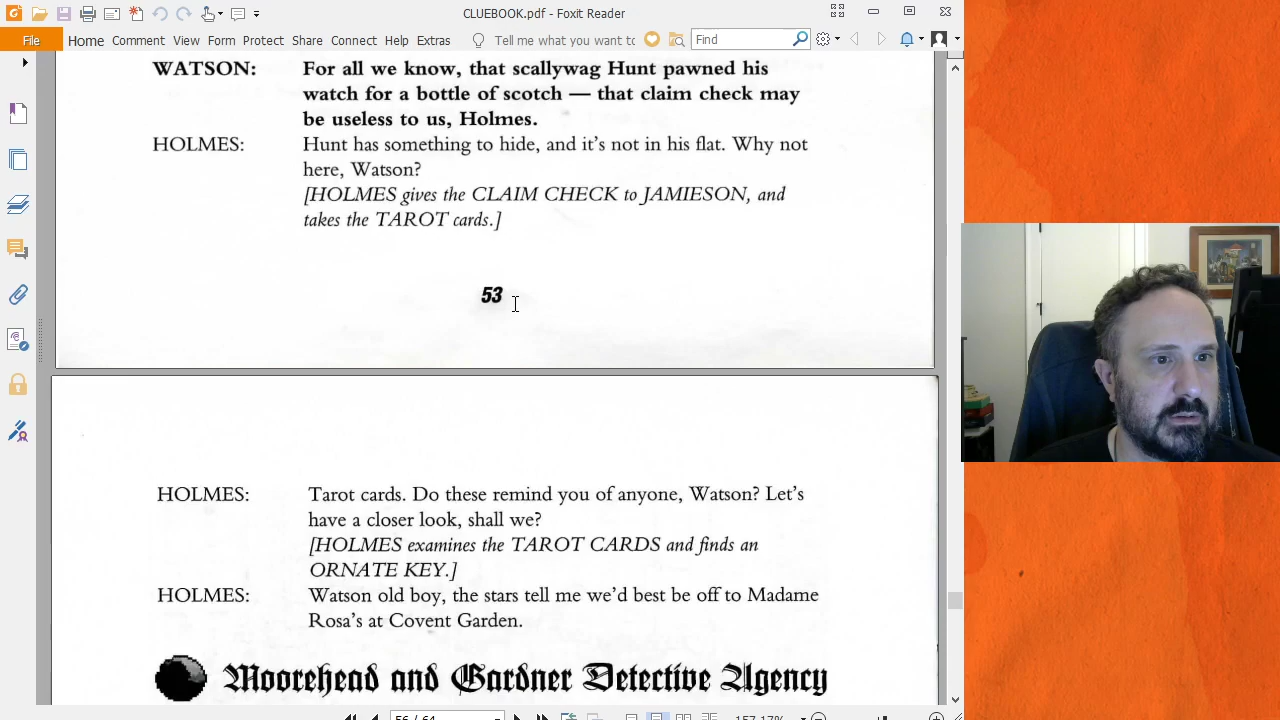 CLUEBOOK.pdf - Foxit Reader
File Home Comment View Form Protect Share Connect Help Extras Tell me what you want to Find
WATSON: For all we know, that scallywag Hunt pawned his
watch for a bottle of scotch — that claim check may
be useless to us, Holmes.
HOLMES: Hunt has something to hide, and it's not in his flat. Why not
here, Watson?
[HOLMES gives the CLAIM CHECK to JAMIESON, and
takes the TAROT cards.]
53
HOLMES: Tarot cards. Do these remind you of anyone, Watson? Let's
have a closer look, shall we?
[HOLMES examines the TAROT CARDS and finds an
ORNATE KEY.]
HOLMES: Watson old boy, the stars tell me we'd best be off to Madame
Rosa's at Covent Garden.
Moorehead and Gardner Detective Agency
56 / 64 157.17%